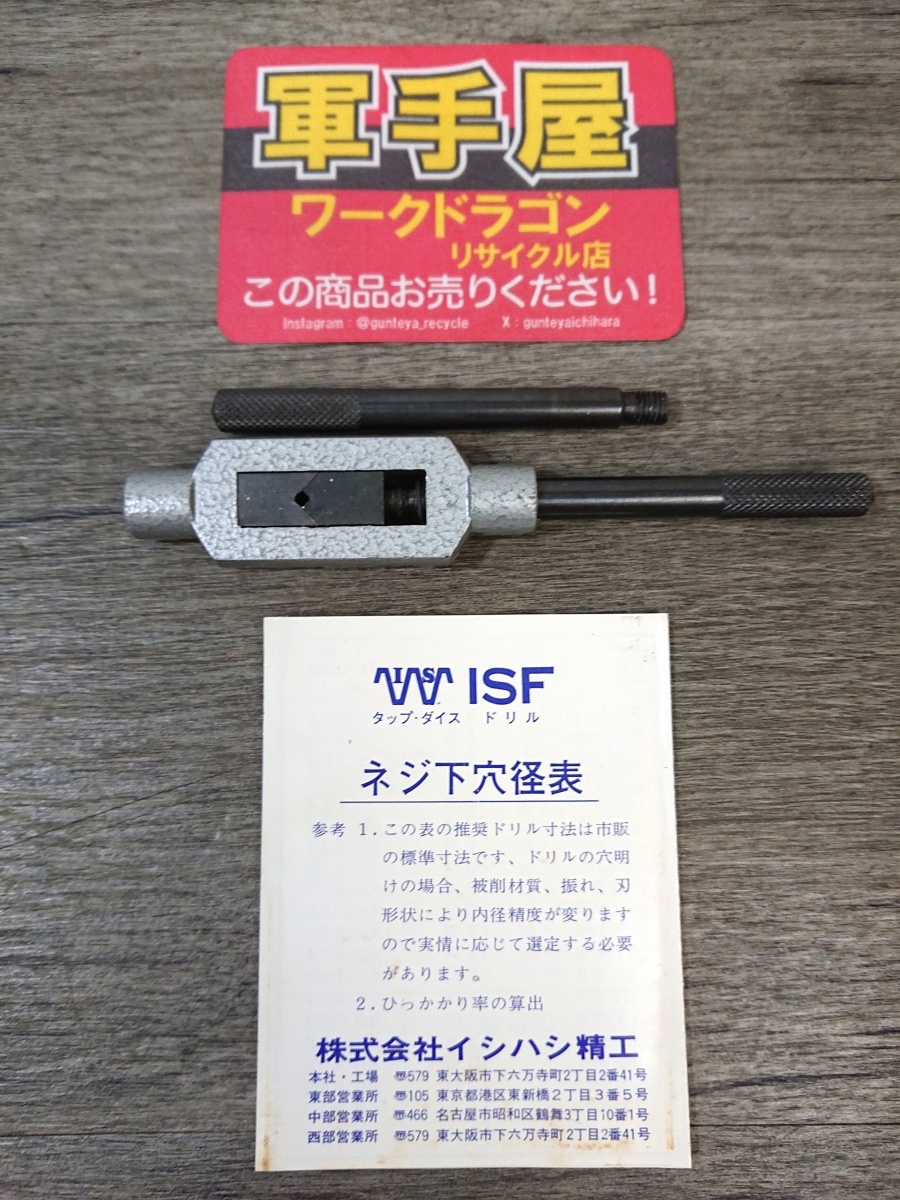 軍手屋
ワークドラゴン
リサイクル店
この商品お売りください!
Instagram : @gunteya_recycle X : gunteyaichihara
ISF
タップ・ダイス ドリル
ネジ下穴径表
参考 1. この表の推奨ドリル寸法は市販
の標準寸法です、ドリルの穴明
けの場合、被削材質、振れ、刃
形状により内径精度が変ります
ので実情に応じて選定する必要
があります。
2. ひっかかり率の算出
株式会社イシハシ精工
本社・工場 〠579 東大阪市下六万寺町2丁目2番41号
東部営業所 〠105 東京都港区東新橋2丁目3番5号
中部営業所 〠466 名古屋市昭和区鶴舞3丁目10番1号
西部営業所 〠579 東大阪市下六万寺町2丁目2番41号